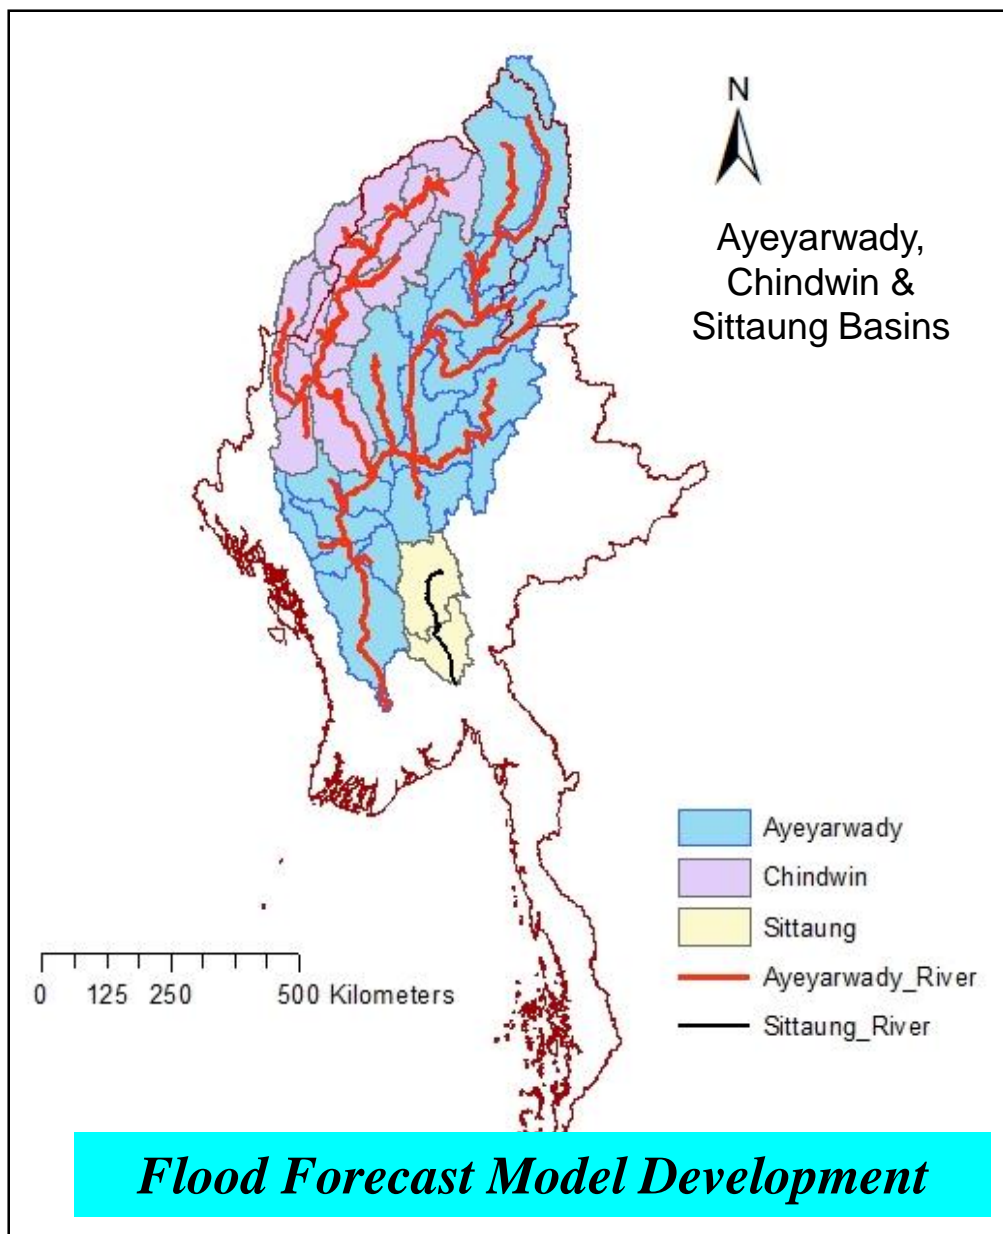 N
Ayeyarwady,
Chindwin &
Sittaung Basins
Ayeyarwady
Chindwin
Sittaung
Ayeyarwady_River
Sittaung_River
0 125 250 500 Kilometers
Flood Forecast Model Development